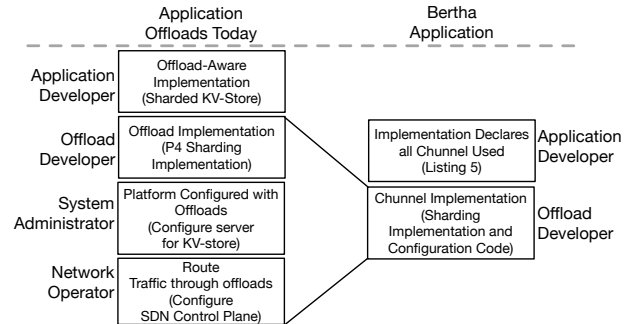 Application
Offloads Today
Bertha
Application
Application
Developer
Offload-Aware
Implementation
(Sharded KV-Store)
Offload
Developer
Offload Implementation
(P4 Sharding
Implementation)
System
Administrator
Platform Configured with
Offloads
(Configure server
for KV-store)
Network
Operator
Route
Traffic through offloads
(Configure
SDN Control Plane)
Implementation Declares
all Channel Used
(Listing 5)
Application
Developer
Channel Implementation
(Sharding
Implementation and
Configuration Code)
Offload
Developer